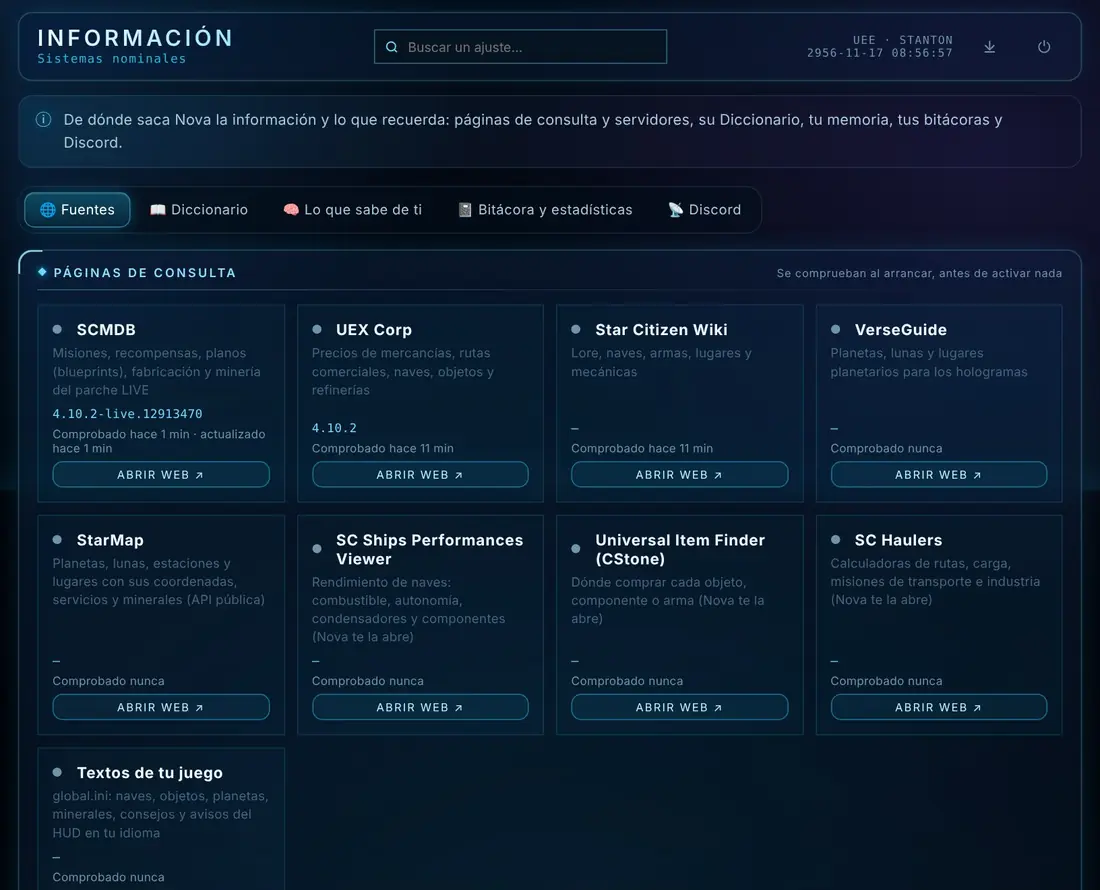 INFORMACIÓN
Sistemas nominales
Buscar un ajuste...
UEE · STANTON
2956-11-17 08:56:57
De dónde saca Nova la información y lo que recuerda: páginas de consulta y servidores, su Diccionario, tu memoria, tus bitácoras y
Discord.
Fuentes
Diccionario
Lo que sabe de ti
Bitácora y estadísticas
Discord
PÁGINAS DE CONSULTA
Se comprueban al arrancar, antes de activar nada
SCMDB
Misiones, recompensas, planos
(blueprints), fabricación y minería
del parche LIVE
4.10.2-live.12913470
Comprobado hace 1 min · actualizado
hace 1 min
ABRIR WEB ↗
UEX Corp
Precios de mercancías, rutas
comerciales, naves, objetos y
refinerías
4.10.2
Comprobado hace 11 min
ABRIR WEB ↗
Star Citizen Wiki
Lore, naves, armas, lugares y
mecánicas
—
Comprobado hace 11 min
ABRIR WEB ↗
VerseGuide
Planetas, lunas y lugares
planetarios para los hologramas
—
Comprobado nunca
ABRIR WEB ↗
StarMap
Planetas, lunas, estaciones y
lugares con sus coordenadas,
servicios y minerales (API pública)
—
Comprobado nunca
ABRIR WEB ↗
SC Ships Performances
Viewer
Rendimiento de naves:
combustible, autonomía,
condensadores y componentes
(Nova te la abre)
—
Comprobado nunca
ABRIR WEB ↗
Universal Item Finder
(CStone)
Dónde comprar cada objeto,
componente o arma (Nova te la
abre)
—
Comprobado nunca
ABRIR WEB ↗
SC Haulers
Calculadoras de rutas, carga,
misiones de transporte e industria
(Nova te la abre)
—
Comprobado nunca
ABRIR WEB ↗
Textos de tu juego
global.ini: naves, objetos, planetas,
minerales, consejos y avisos del
HUD en tu idioma
—
Comprobado nunca